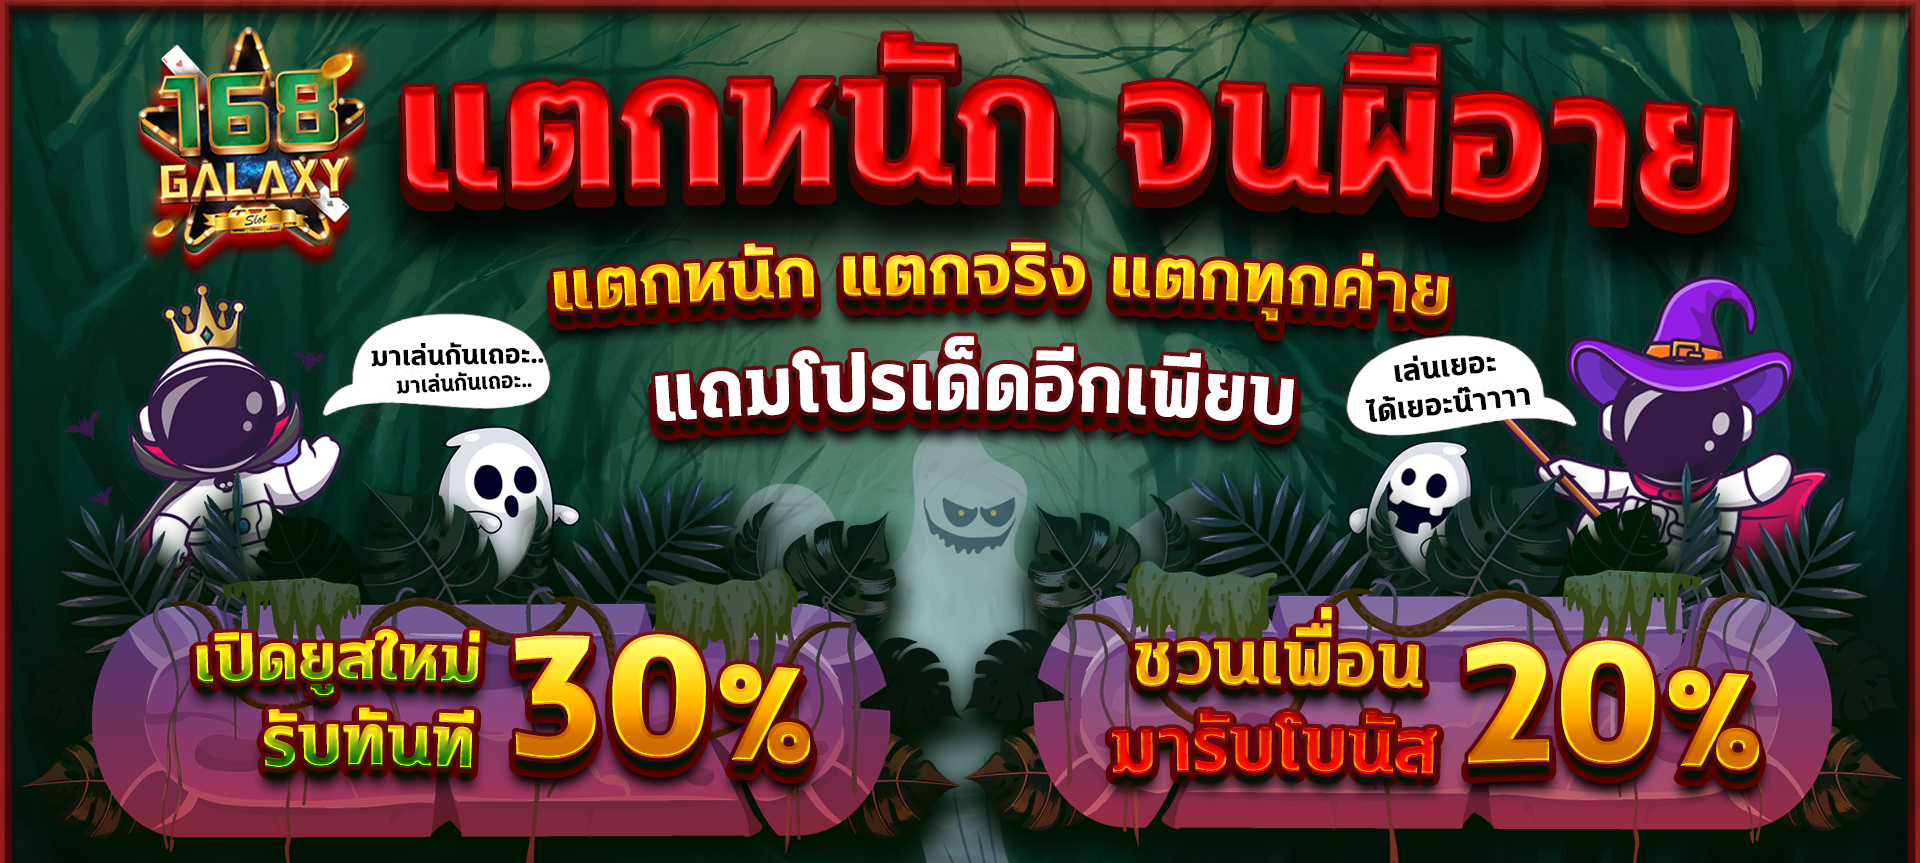 168
GALAXY
Slot
แตกหนัก จนผีอาย
แตกหนัก แตกจริง แตกทุกค่าย
แถมโปรเด็ดอีกเพียบ
มาเล่นกันเถอะ..
มาเล่นกันเถอะ..
เล่นเยอะ
ได้เยอะน๊าาาา
เปิดยูสใหม่
รับทันที
30%
ชวนเพื่อน
มารับโบนัส
20%